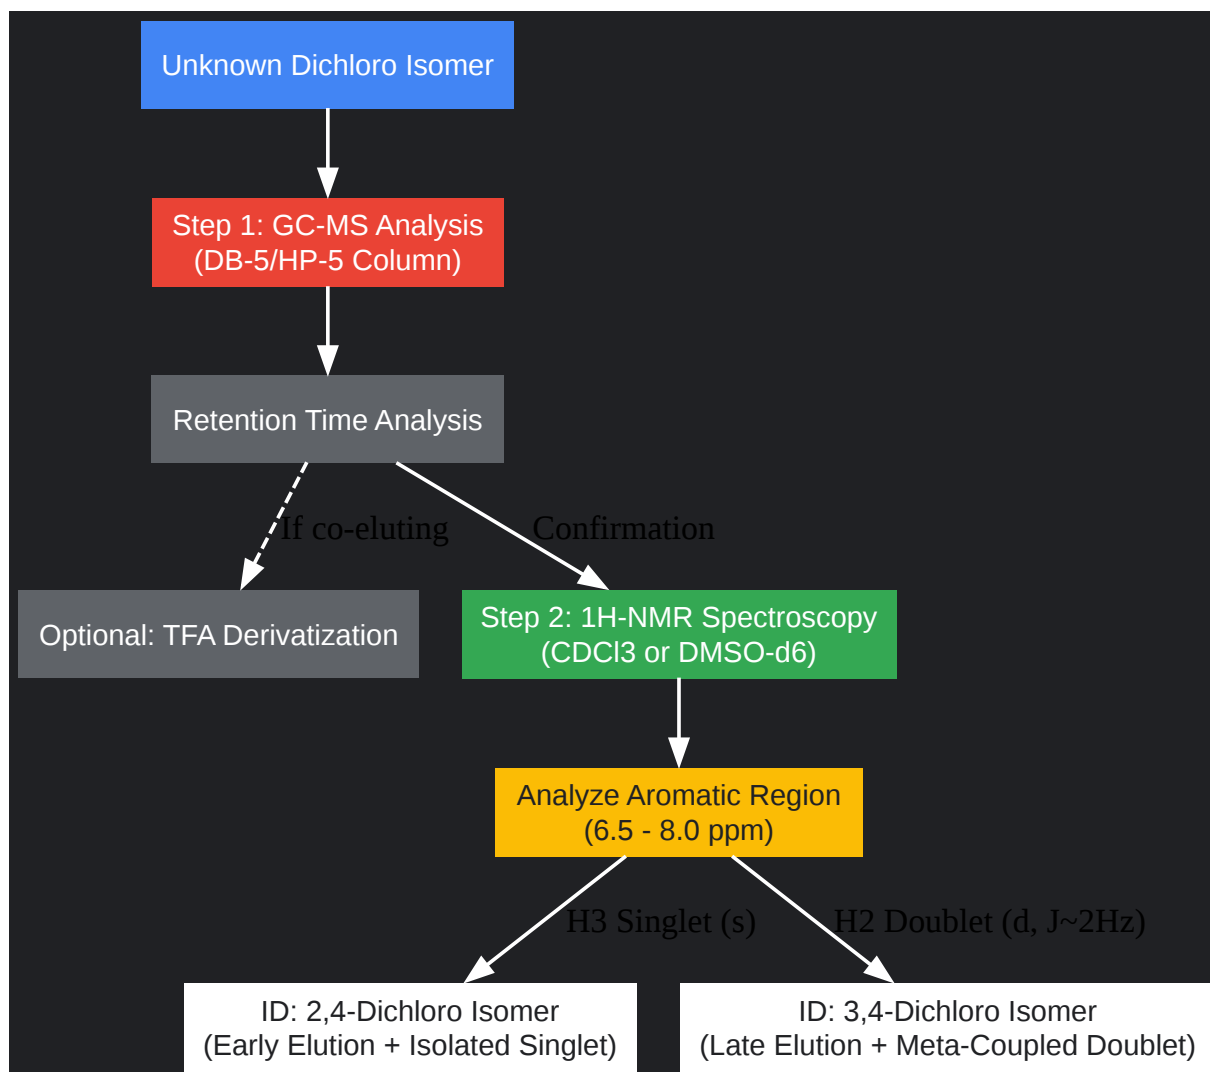 Unknown Dichloro Isomer
Step 1: GC-MS Analysis
(DB-5/HP-5 Column)
Retention Time Analysis
If co-eluting
Confirmation
Optional: TFA Derivatization
Step 2: 1H-NMR Spectroscopy
(CDCl3 or DMSO-d6)
Analyze Aromatic Region
(6.5 - 8.0 ppm)
H3 Singlet (s)
H2 Doublet (d, J~2Hz)
ID: 2,4-Dichloro Isomer
(Early Elution + Isolated Singlet)
ID: 3,4-Dichloro Isomer
(Late Elution + Meta-Coupled Doublet)